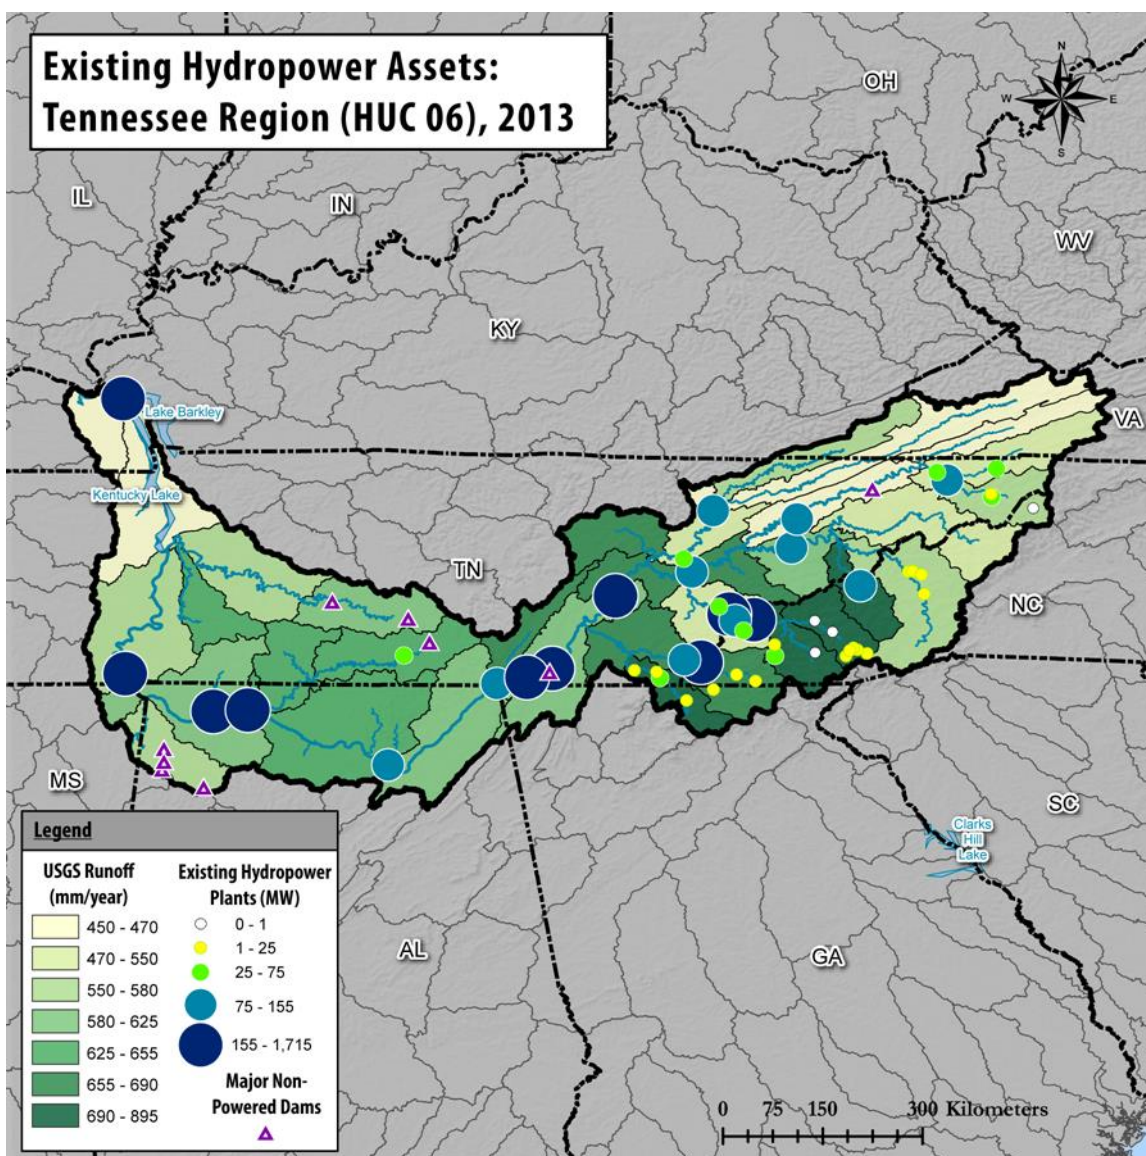 Existing Hydropower Assets:
Tennessee Region (HUC 06), 2013
N
W
E
S
OH
IL
IN
WV
KY
Lake Barkley
VA
Kentucky Lake
TN
NC
MS
SC
Clarks
Hill
Lake
AL
GA
Legend
USGS Runoff
(mm/year)
450 - 470
470 - 550
550 - 580
580 - 625
625 - 655
655 - 690
690 - 895
Existing Hydropower
Plants (MW)
0 - 1
1 - 25
25 - 75
75 - 155
155 - 1,715
Major Non-
Powered Dams
0 75 150 300 Kilometers